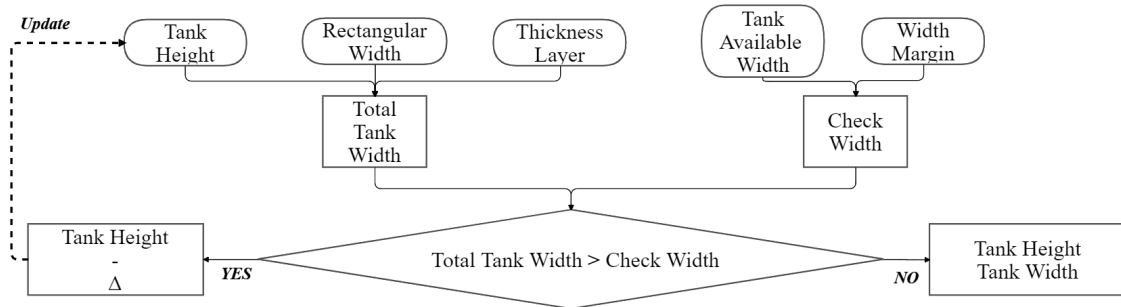 Update
Tank
Height
Rectangular
Width
Thickness
Layer
Tank
Available
Width
Width
Margin
Total
Tank
Width
Check
Width
Tank Height
-
Δ
YES
Total Tank Width > Check Width
NO
Tank Height
Tank Width